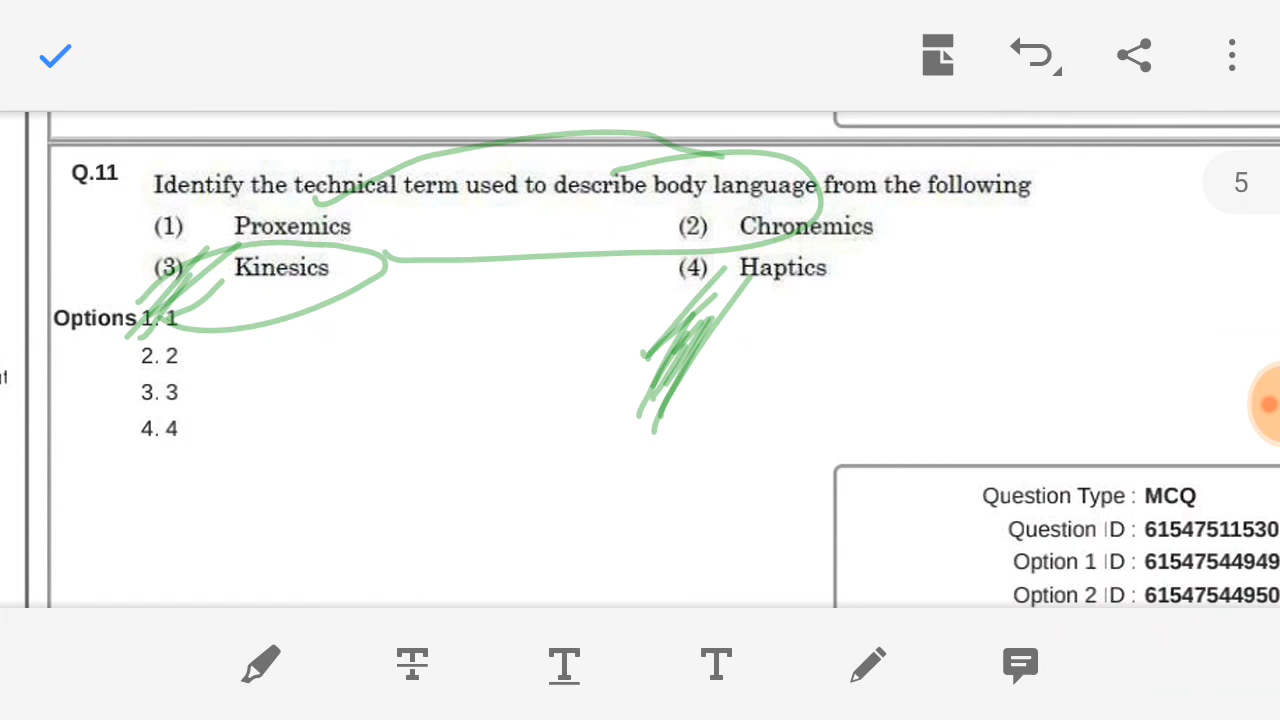 5
Q.11 Identify the technical term used to describe body language from the following
(1) Proxemics (2) Chronemics
(3) Kinesics (4) Haptics
Options 1. 1
2. 2
3. 3
4. 4
Question Type : MCQ
Question ID : 61547511530
Option 1 ID : 61547544949
Option 2 ID : 61547544950